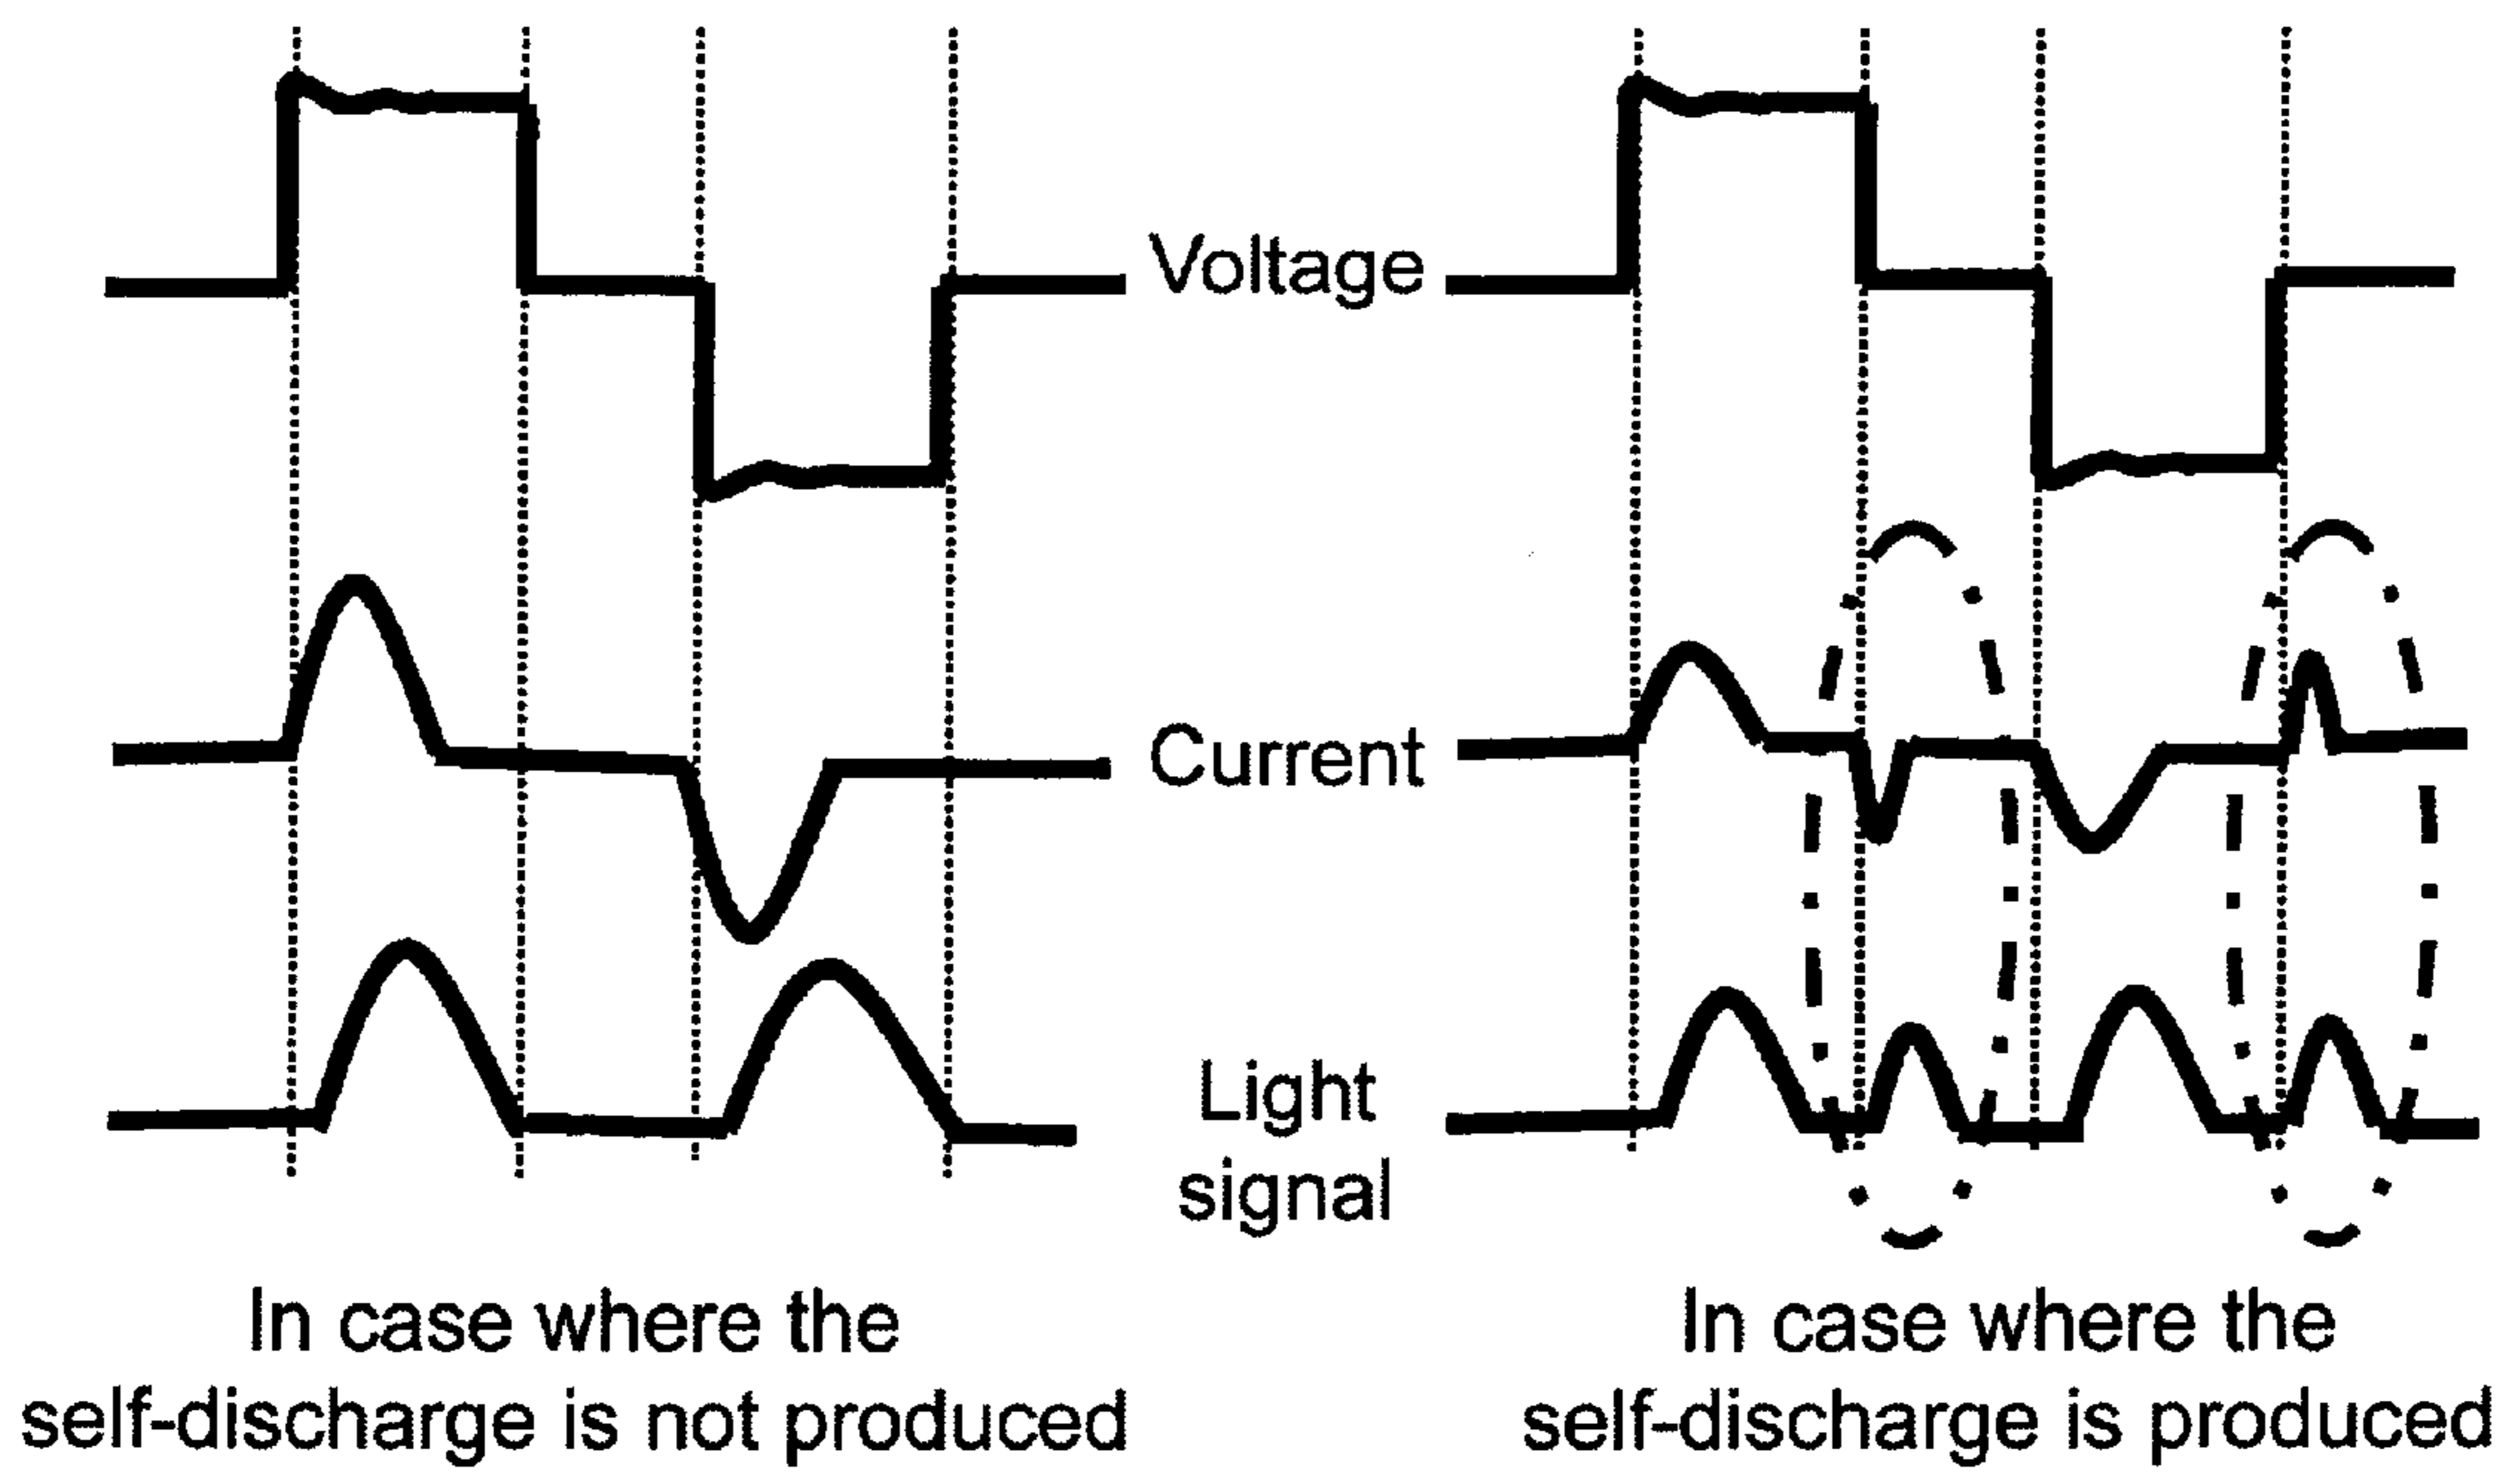 Voltage
Current
Light
signal
In case where the
self-discharge is not produced
In case where the
self-discharge is produced